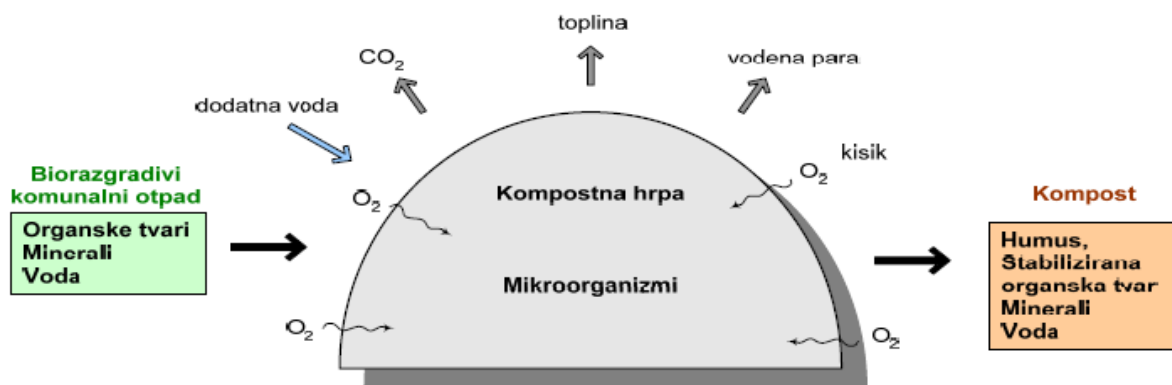 toplina
CO₂
vodena para
dodatna voda
kisik
Biorazgradivi
komunalni otpad
O₂
O₂
Kompostna hrpa
Kompost
Organske tvari
Minerali
Voda
Humus,
Stabilizirana
organska tvar
Minerali
Voda
Mikroorganizmi
O₂
O₂